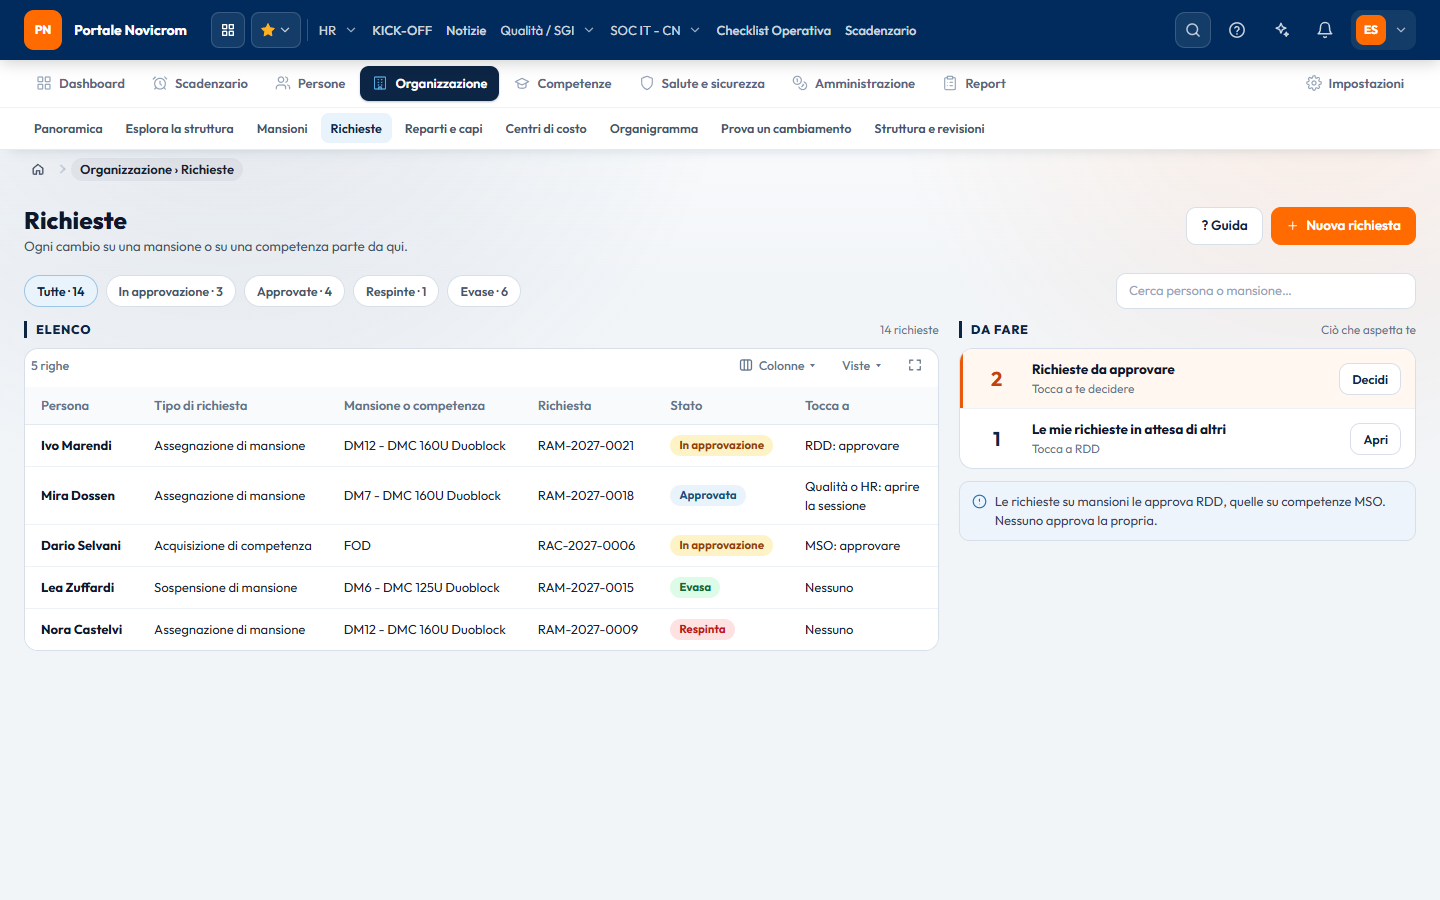 PN Portale Novicrom HR KICK-OFF Notizie Qualità / SGI SOC IT - CN Checklist Operativa Scadenzario ES
Dashboard Scadenzario Persone Organizzazione Competenze Salute e sicurezza Amministrazione Report Impostazioni
Panoramica Esplora la struttura Mansioni Richieste Reparti e capi Centri di costo Organigramma Prova un cambiamento Struttura e revisioni
Organizzazione › Richieste
Richieste
Ogni cambio su una mansione o su una competenza parte da qui.
? Guida
+ Nuova richiesta
Tutte · 14 In approvazione · 3 Approvate · 4 Respinte · 1 Evase · 6
Cerca persona o mansione…
ELENCO 14 richieste
5 righe Colonne Viste
Persona Tipo di richiesta Mansione o competenza Richiesta Stato Tocca a
Ivo Marendi Assegnazione di mansione DM12 - DMC 160U Duoblock RAM-2027-0021 In approvazione RDD: approvare
Mira Dossen Assegnazione di mansione DM7 - DMC 160U Duoblock RAM-2027-0018 Approvata Qualità o HR: aprire
la sessione
Dario Selvani Acquisizione di competenza FOD RAC-2027-0006 In approvazione MSO: approvare
Lea Zuffardi Sospensione di mansione DM6 - DMC 125U Duoblock RAM-2027-0015 Evasa Nessuno
Nora Castelvi Assegnazione di mansione DM12 - DMC 160U Duoblock RAM-2027-0009 Respinta Nessuno
DA FARE Ciò che aspetta te
2 Richieste da approvare
Tocca a te decidere
Decidi
1 Le mie richieste in attesa di altri
Tocca a RDD
Apri
Le richieste su mansioni le approva RDD, quelle su competenze MSO.
Nessuno approva la propria.